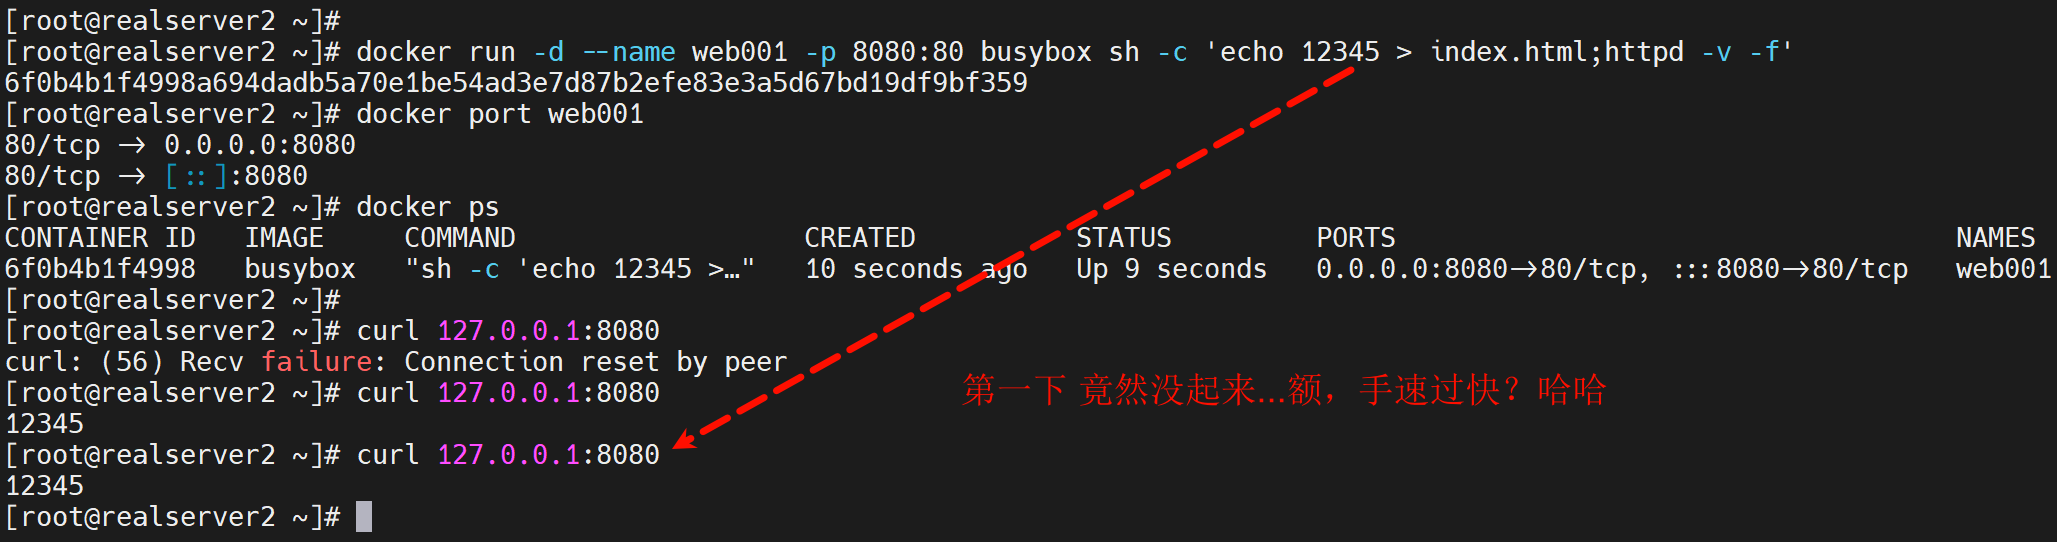 [root@realserver2 ~]#
[root@realserver2 ~]# docker run -d --name web001 -p 8080:80 busybox sh -c 'echo 12345 > index.html;httpd -v -f'
6f0b4b1f4998a694dadb5a70e1be54ad3e7d87b2efe83e3a5d67bd19df9bf359
[root@realserver2 ~]# docker port web001
80/tcp -> 0.0.0.0:8080
80/tcp -> [::]:8080
[root@realserver2 ~]# docker ps
CONTAINER ID   IMAGE     COMMAND                  CREATED          STATUS         PORTS                                   NAMES
6f0b4b1f4998   busybox   "sh -c 'echo 12345 >…"   10 seconds ago   Up 9 seconds   0.0.0.0:8080->80/tcp, :::8080->80/tcp   web001
[root@realserver2 ~]#
[root@realserver2 ~]# curl 127.0.0.1:8080
curl: (56) Recv failure: Connection reset by peer
[root@realserver2 ~]# curl 127.0.0.1:8080
第一下 竟然没起来...额，手速过快？哈哈
12345
[root@realserver2 ~]# curl 127.0.0.1:8080
12345
[root@realserver2 ~]#